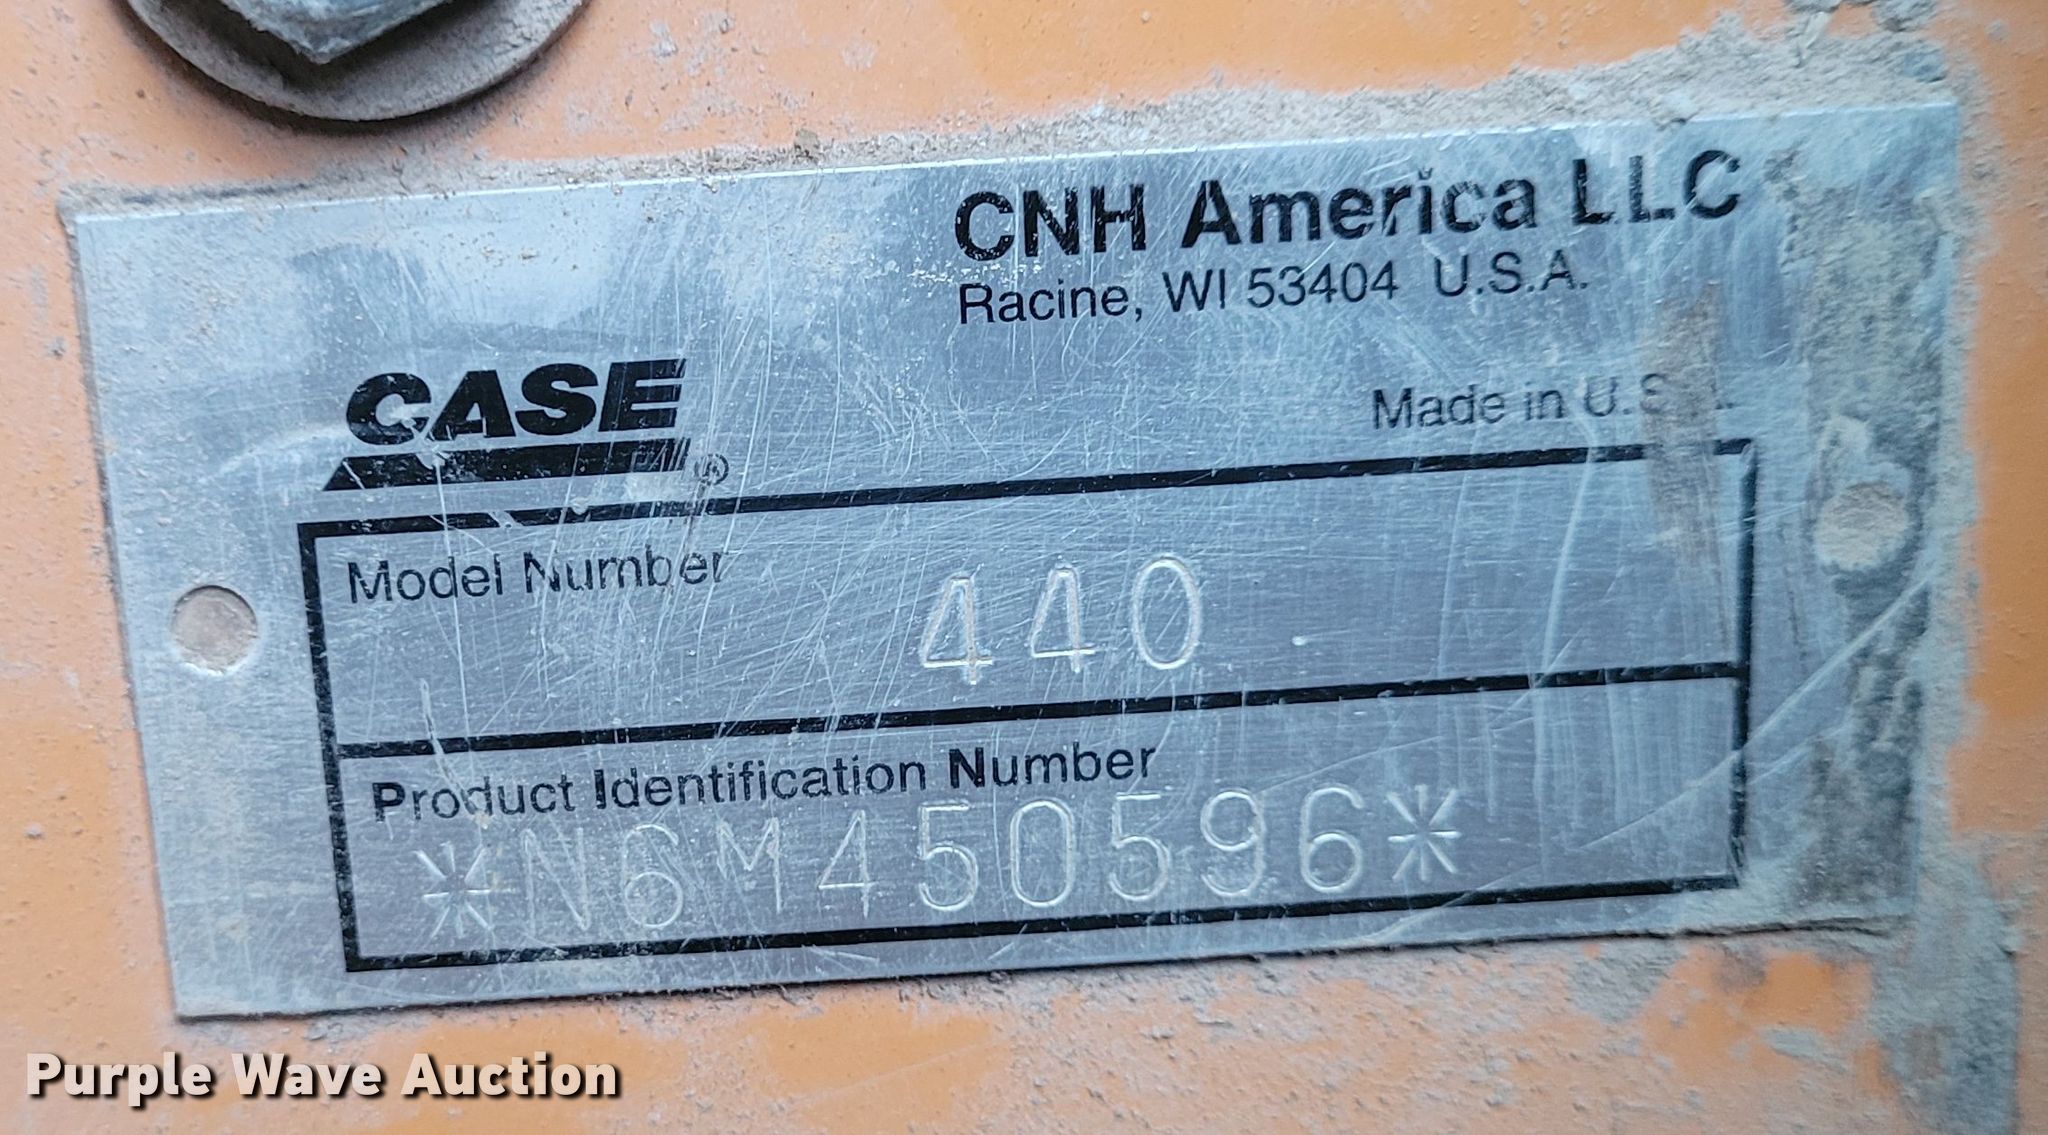 CNH America LLC
Racine, WI 53404 U.S.A.
CASE®
Made in U.S.A.
Model Number
440
Product Identification Number
*N6M450596*
Purple Wave Auction